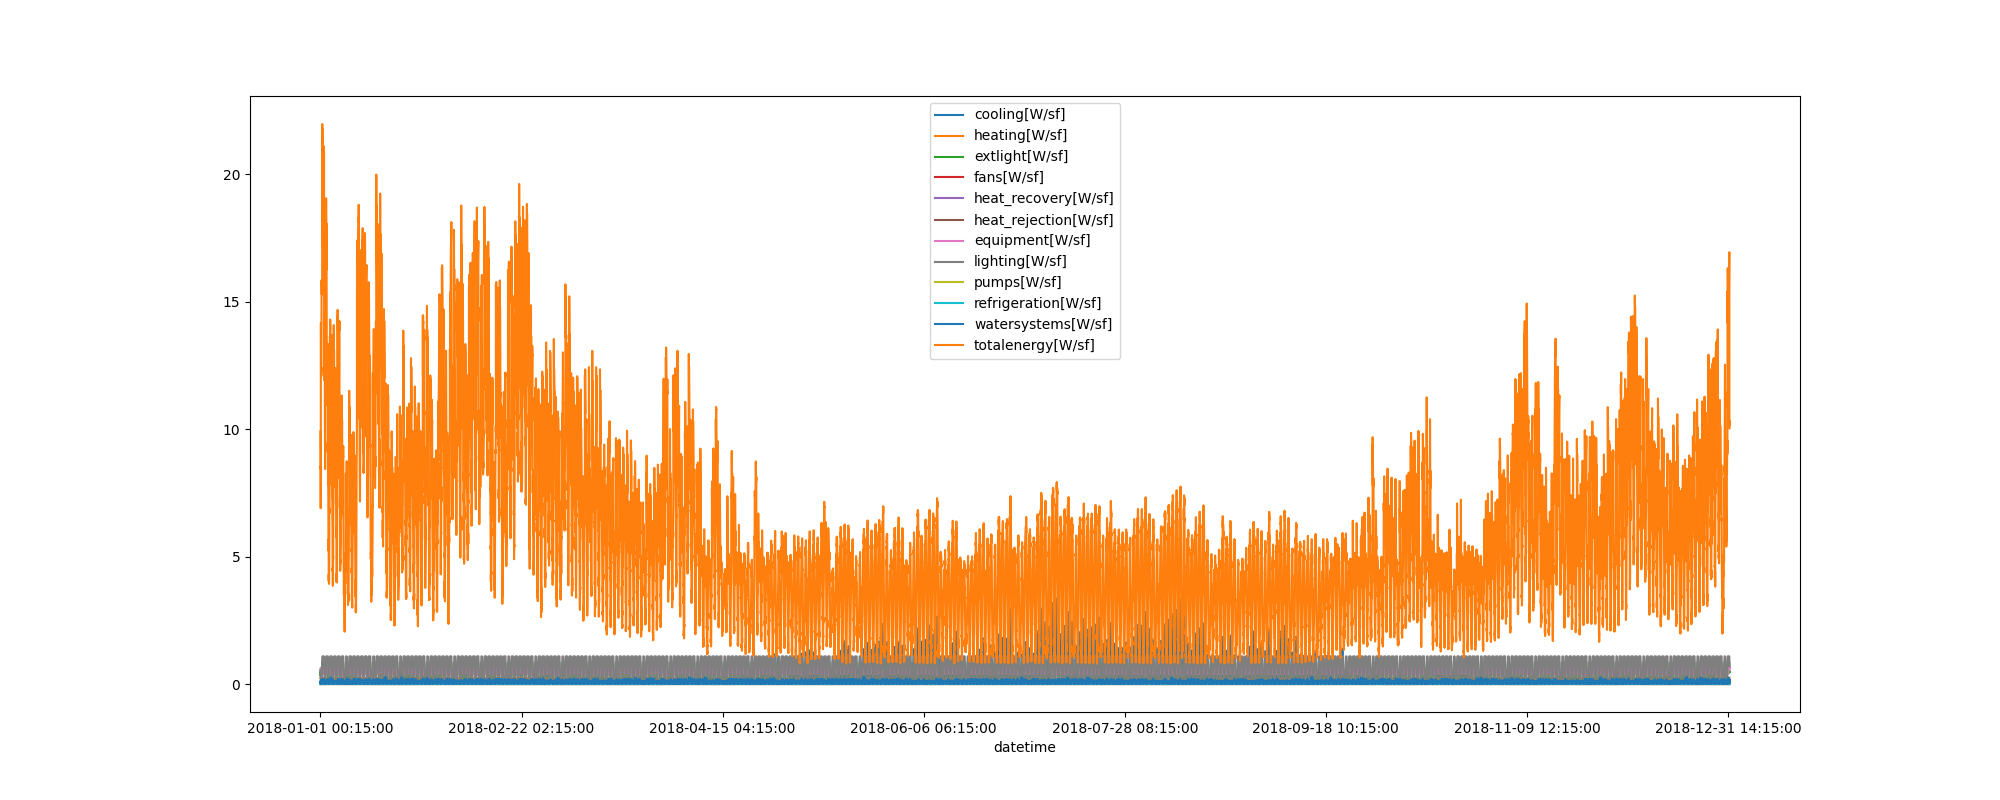 cooling[W/sf]
heating[W/sf]
extlight[W/sf]
fans[W/sf]
heat_recovery[W/sf]
heat_rejection[W/sf]
equipment[W/sf]
lighting[W/sf]
pumps[W/sf]
refrigeration[W/sf]
watersystems[W/sf]
totalenergy[W/sf]
20
15
10
5
0
2018-01-01 00:15:00 2018-02-22 02:15:00 2018-04-15 04:15:00 2018-06-06 06:15:00 2018-07-28 08:15:00 2018-09-18 10:15:00 2018-11-09 12:15:00 2018-12-31 14:15:00
datetime